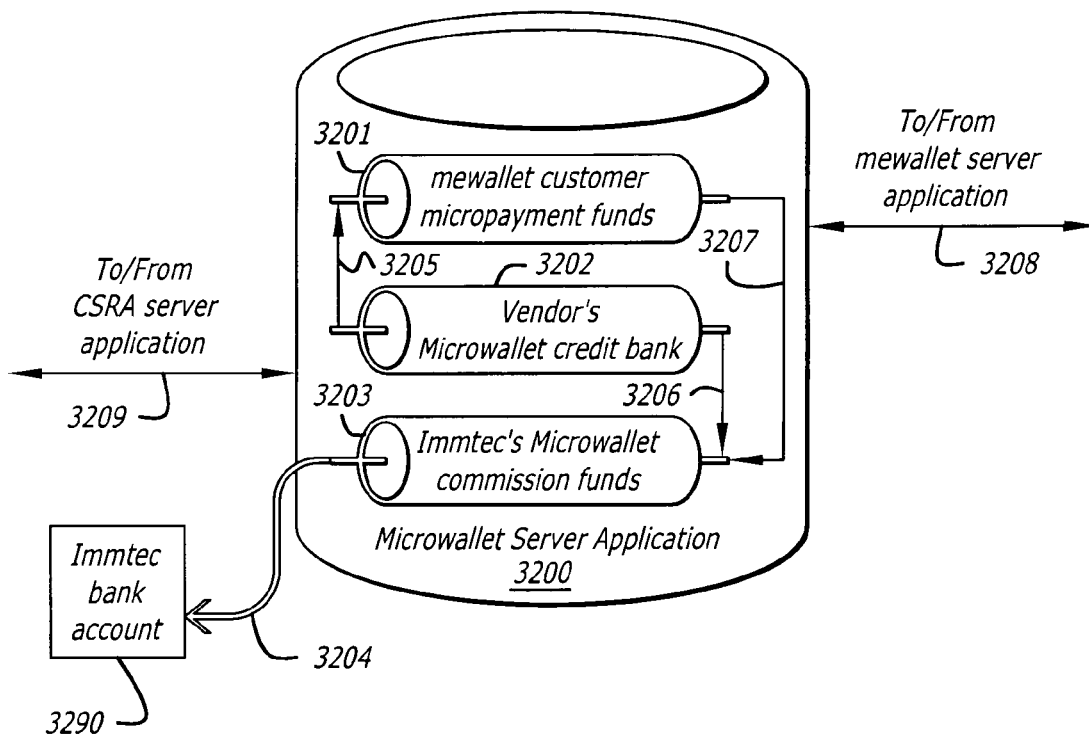 3201
mewallet customer
micropayment funds
To/From
mewallet server
application
3207
3208
3205
3202
To/From
CSRA server
application
Vendor's
Microwallet credit bank
3206
3209
3203
Immtec's Microwallet
commission funds
Microwallet Server Application
3200
Immtec
bank
account
3204
3290